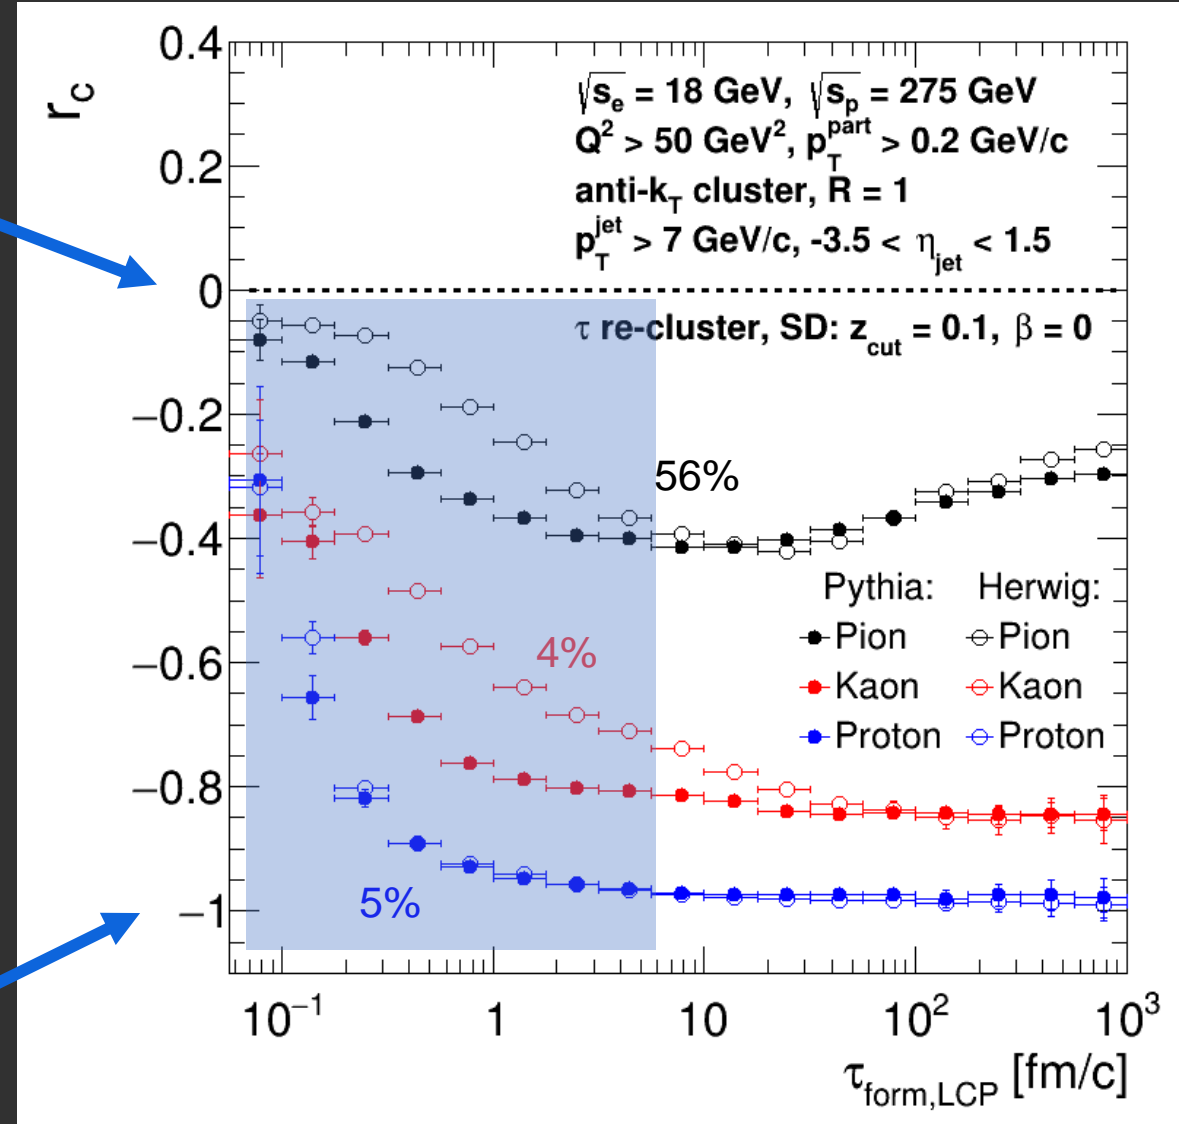 0.4
r_c
√s_e = 18 GeV, √s_p = 275 GeV
Q² > 50 GeV², p_T^part > 0.2 GeV/c
0.2
anti-k_T cluster, R = 1
p_T^jet > 7 GeV/c, -3.5 < η_jet < 1.5
0
τ re-cluster, SD: z_cut = 0.1, β = 0
−0.2
56%
−0.4
Pythia: Herwig:
Pion Pion
−0.6
4%
Kaon Kaon
Proton Proton
−0.8
5%
−1
10⁻¹ 1 10 10² 10³
τ_form,LCP [fm/c]